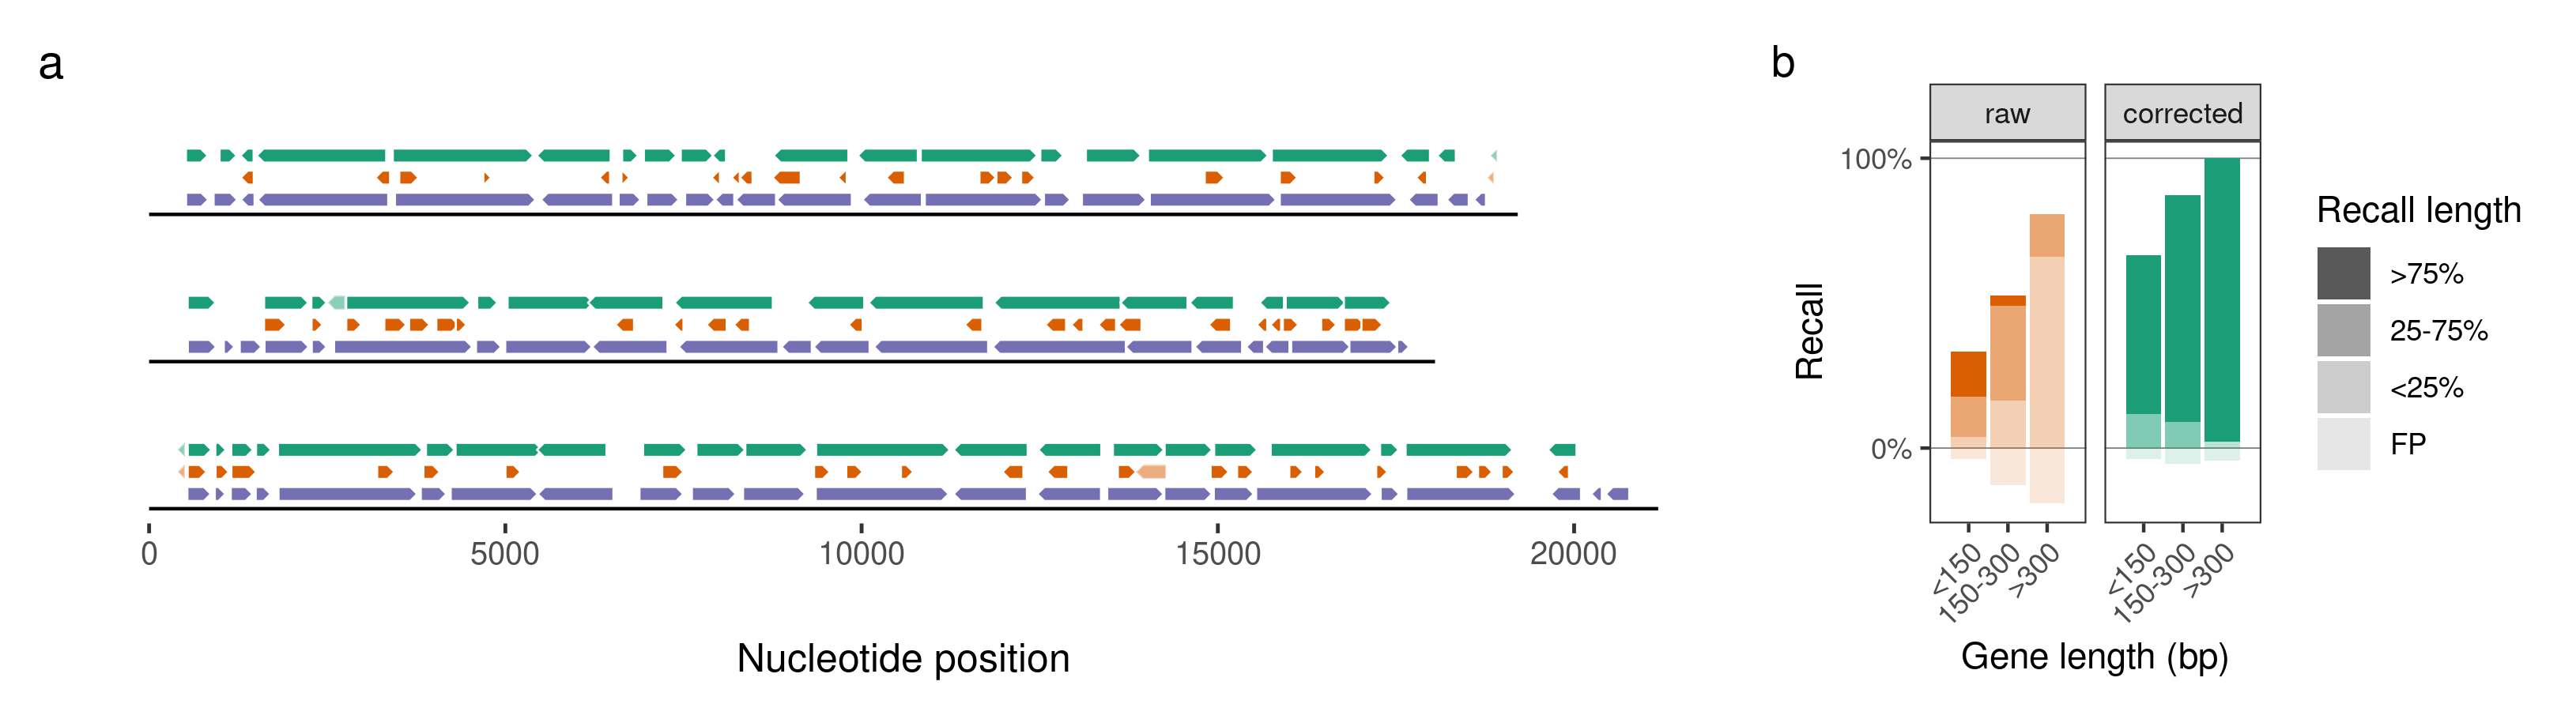 a
0
5000
10000
15000
20000
Nucleotide position
b
raw
corrected
100%
0%
Recall
<150
150-300
>300
<150
150-300
>300
Gene length (bp)
Recall length
>75%
25-75%
<25%
FP